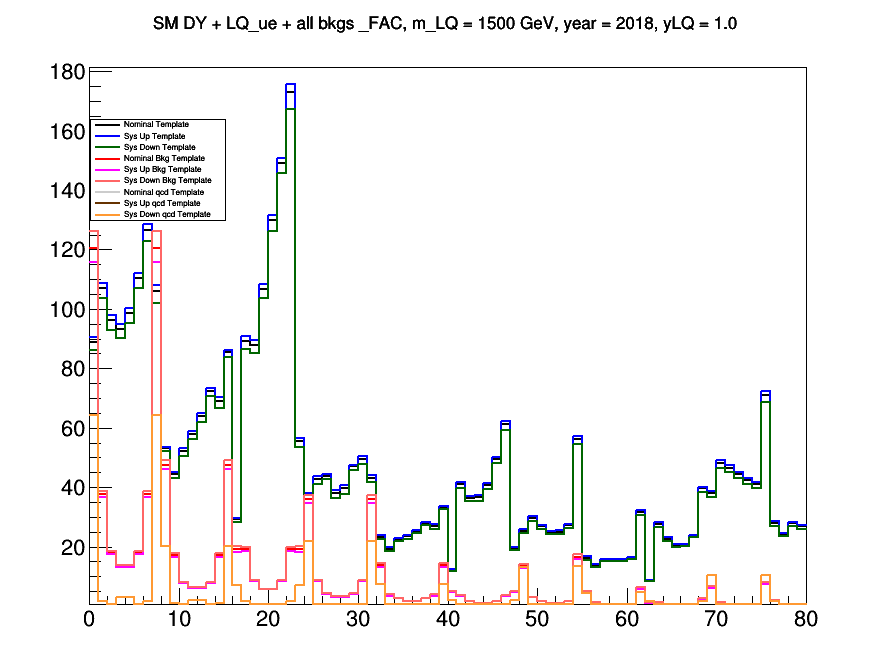 SM DY + LQ_ue + all bkgs _FAC, m_LQ = 1500 GeV, year = 2018, yLQ = 1.0
180
160
140
120
100
80
60
40
20
Nominal Template
Sys Up Template
Sys Down Template
Nominal Bkg Template
Sys Up Bkg Template
Sys Down Bkg Template
Nominal qcd Template
Sys Up qcd Template
Sys Down qcd Template
0 10 20 30 40 50 60 70 80